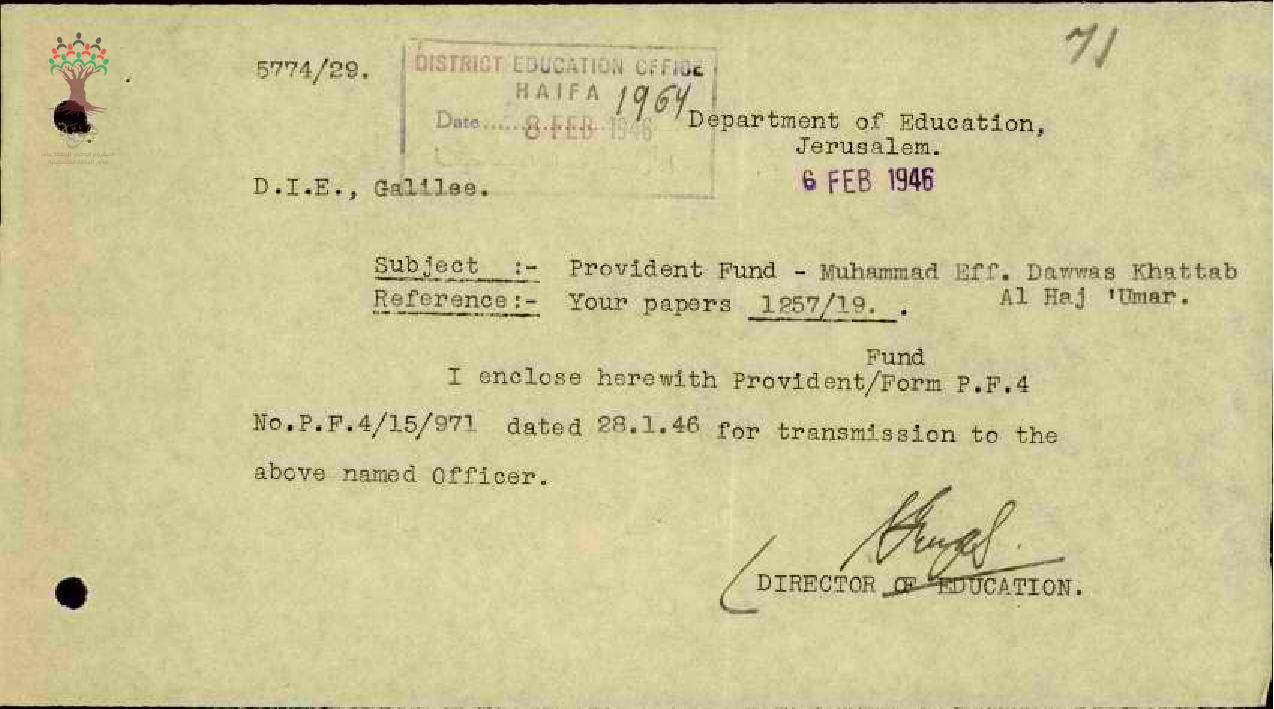 71
5774/29.
DISTRICT EDUCATION OFFICE
HAIFA
1964
Date..... 8 FEB 1946
Department of Education,
Jerusalem.
6 FEB 1946
D.I.E., Galilee.
Subject :- Provident Fund - Muhammad Eff. Dawwas Khattab
Al Haj 'Umar.
Reference:- Your papers 1257/19. .
Fund
I enclose herewith Provident/Form P.F.4
No.P.F.4/15/971 dated 28.1.46 for transmission to the
above named Officer.
DIRECTOR OF EDUCATION.